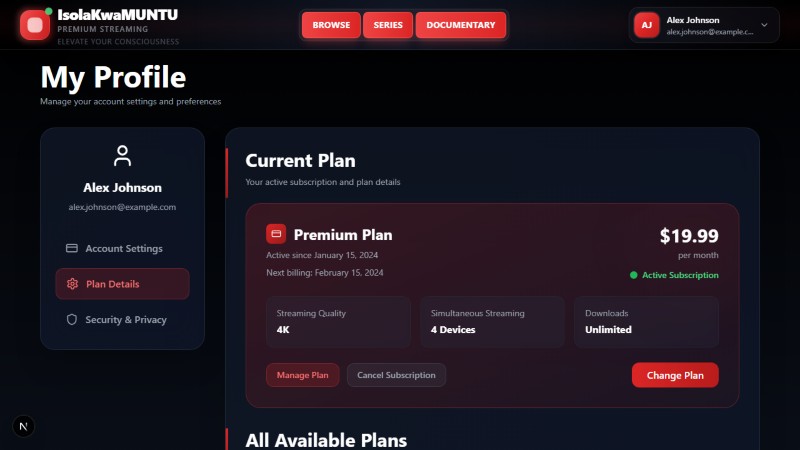 IsolaKwaMUNTU
PREMIUM STREAMING
ELEVATE YOUR CONSCIOUSNESS
BROWSE
SERIES
DOCUMENTARY
AJ
Alex Johnson
alex.johnson@example.c...
My Profile
Manage your account settings and preferences
Alex Johnson
alex.johnson@example.com
Account Settings
Plan Details
Security & Privacy
Current Plan
Your active subscription and plan details
Premium Plan
Active since January 15, 2024
Next billing: February 15, 2024
$19.99
per month
Active Subscription
Streaming Quality
4K
Simultaneous Streaming
4 Devices
Downloads
Unlimited
Manage Plan
Cancel Subscription
Change Plan
All Available Plans
N